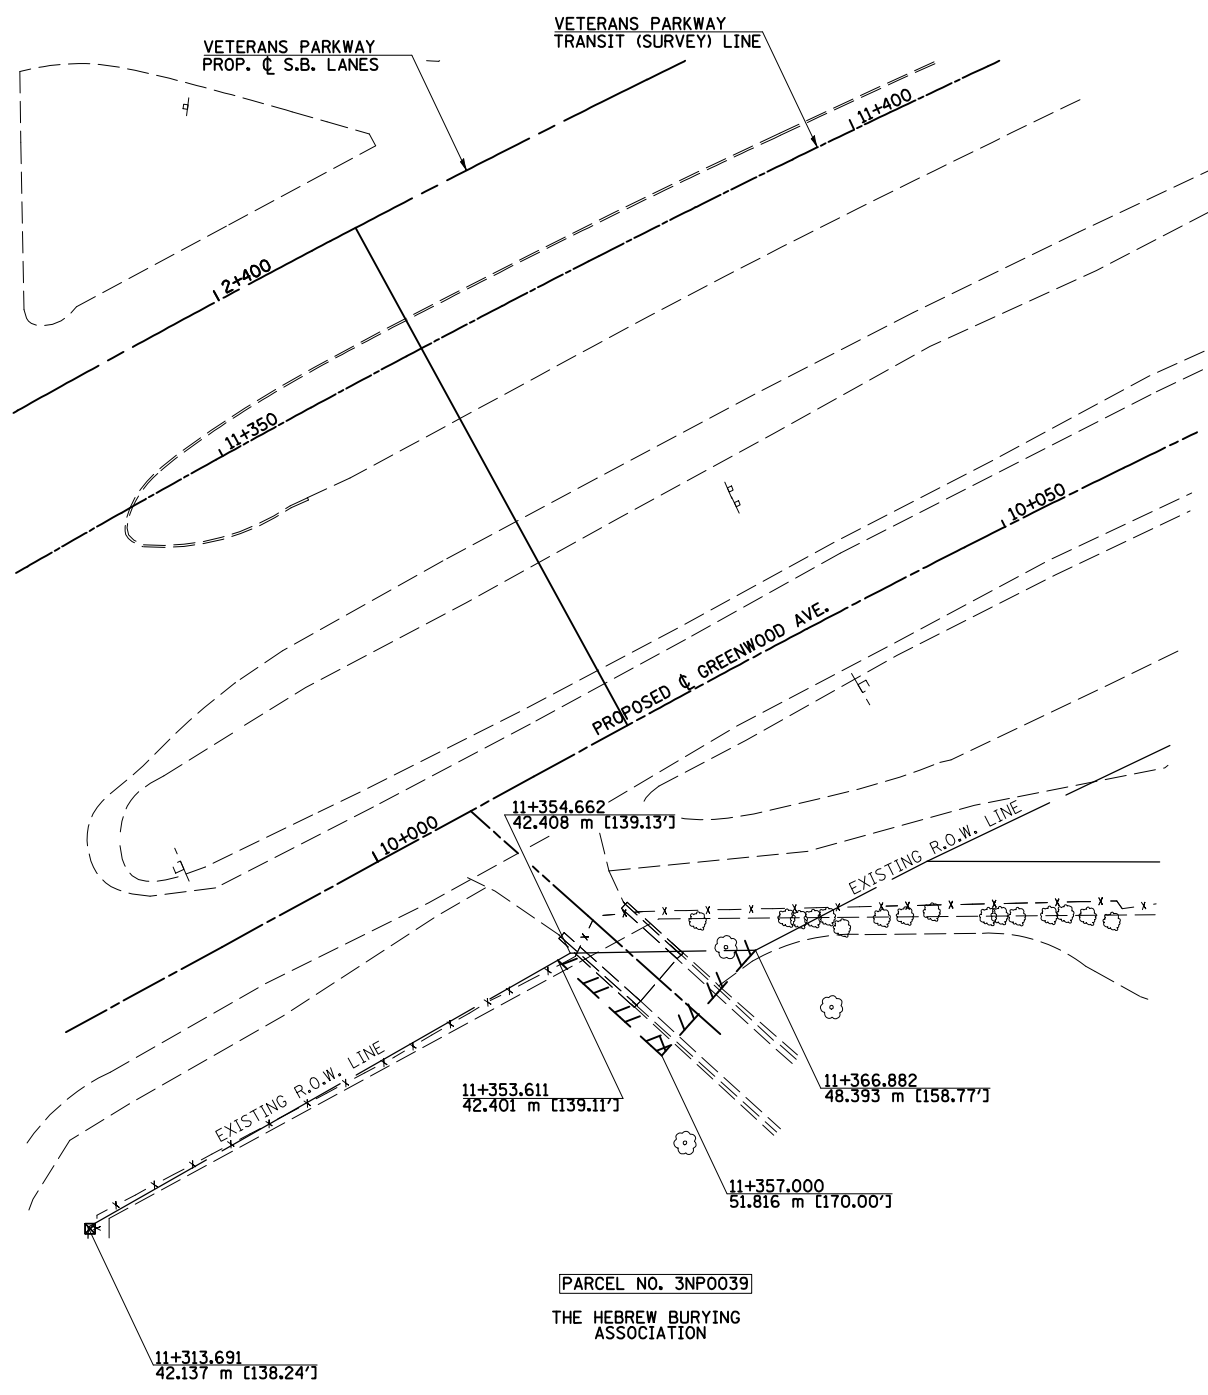 VETERANS PARKWAY
TRANSIT (SURVEY) LINE
VETERANS PARKWAY
PROP. ℄ S.B. LANES
11+400
2+400
11+350
10+050
PROPOSED ℄ GREENWOOD AVE.
11+354.662
42.408 m [139.13']
10+000
EXISTING R.O.W. LINE
EXISTING R.O.W. LINE
11+353.611
42.401 m [139.11']
11+366.882
48.393 m [158.77']
11+357.000
51.816 m [170.00']
PARCEL NO. 3NP0039
THE HEBREW BURYING
ASSOCIATION
11+313.691
42.137 m [138.24']